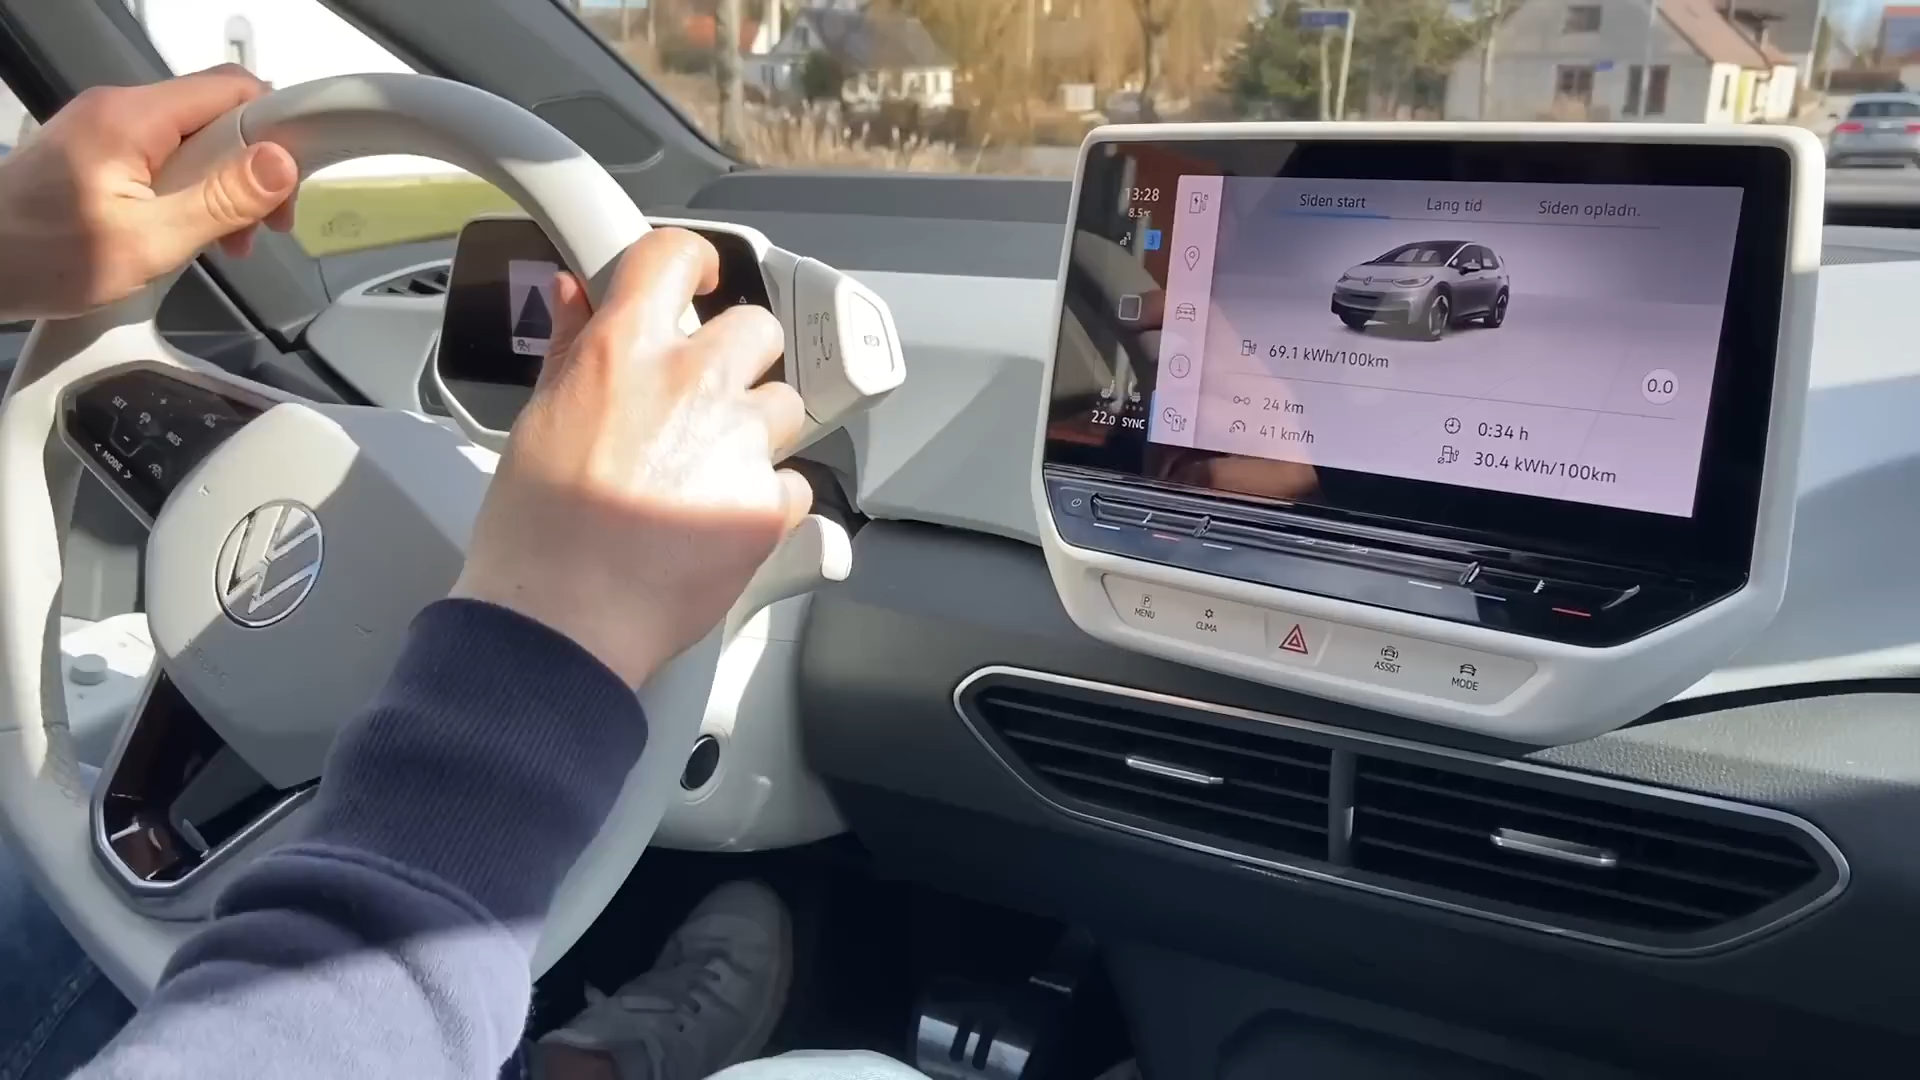 13:28
8.5°C
Siden start
Lang tid
Siden opladn.
69.1 kWh/100km
0.0
24 km
41 km/h
0:34 h
30.4 kWh/100km
22.0 SYNC
P
MENU
CLIMA
ASSIST
MODE
SET
+
RES
-
< MODE >
AIRBAG
D/B
N
R